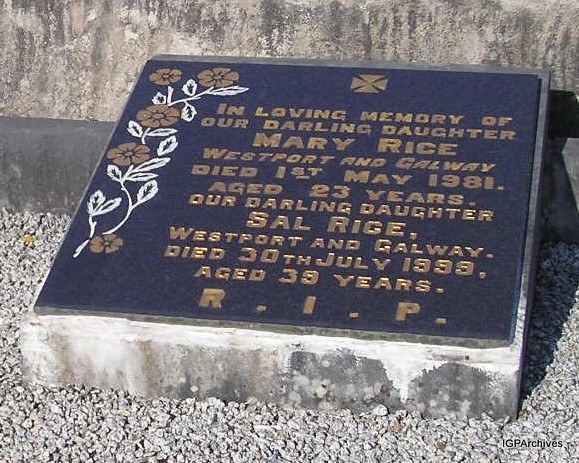 IN LOVING MEMORY OF
OUR DARLING DAUGHTER
MARY RICE
WESTPORT AND GALWAY
DIED 1ST MAY 1981.
AGED 23 YEARS.
OUR DARLING DAUGHTER
SAL RICE,
WESTPORT AND GALWAY.
DIED 30TH JULY 1999,
AGED 39 YEARS.
R. I. P.
IGPArchives